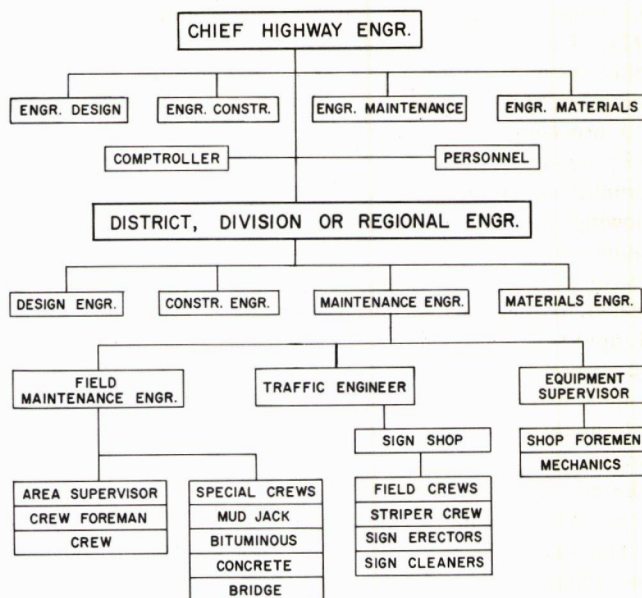 CHIEF HIGHWAY ENGR.
ENGR. DESIGN
ENGR. CONSTR.
ENGR. MAINTENANCE
ENGR. MATERIALS
COMPTROLLER
PERSONNEL
DISTRICT, DIVISION OR REGIONAL ENGR.
DESIGN ENGR.
CONSTR. ENGR.
MAINTENANCE ENGR.
MATERIALS ENGR.
FIELD
MAINTENANCE ENGR.
TRAFFIC ENGINEER
EQUIPMENT
SUPERVISOR
SIGN SHOP
SHOP FOREMEN
MECHANICS
AREA SUPERVISOR
CREW FOREMAN
CREW
SPECIAL CREWS
MUD JACK
BITUMINOUS
CONCRETE
BRIDGE
FIELD CREWS
STRIPER CREW
SIGN ERECTORS
SIGN CLEANERS